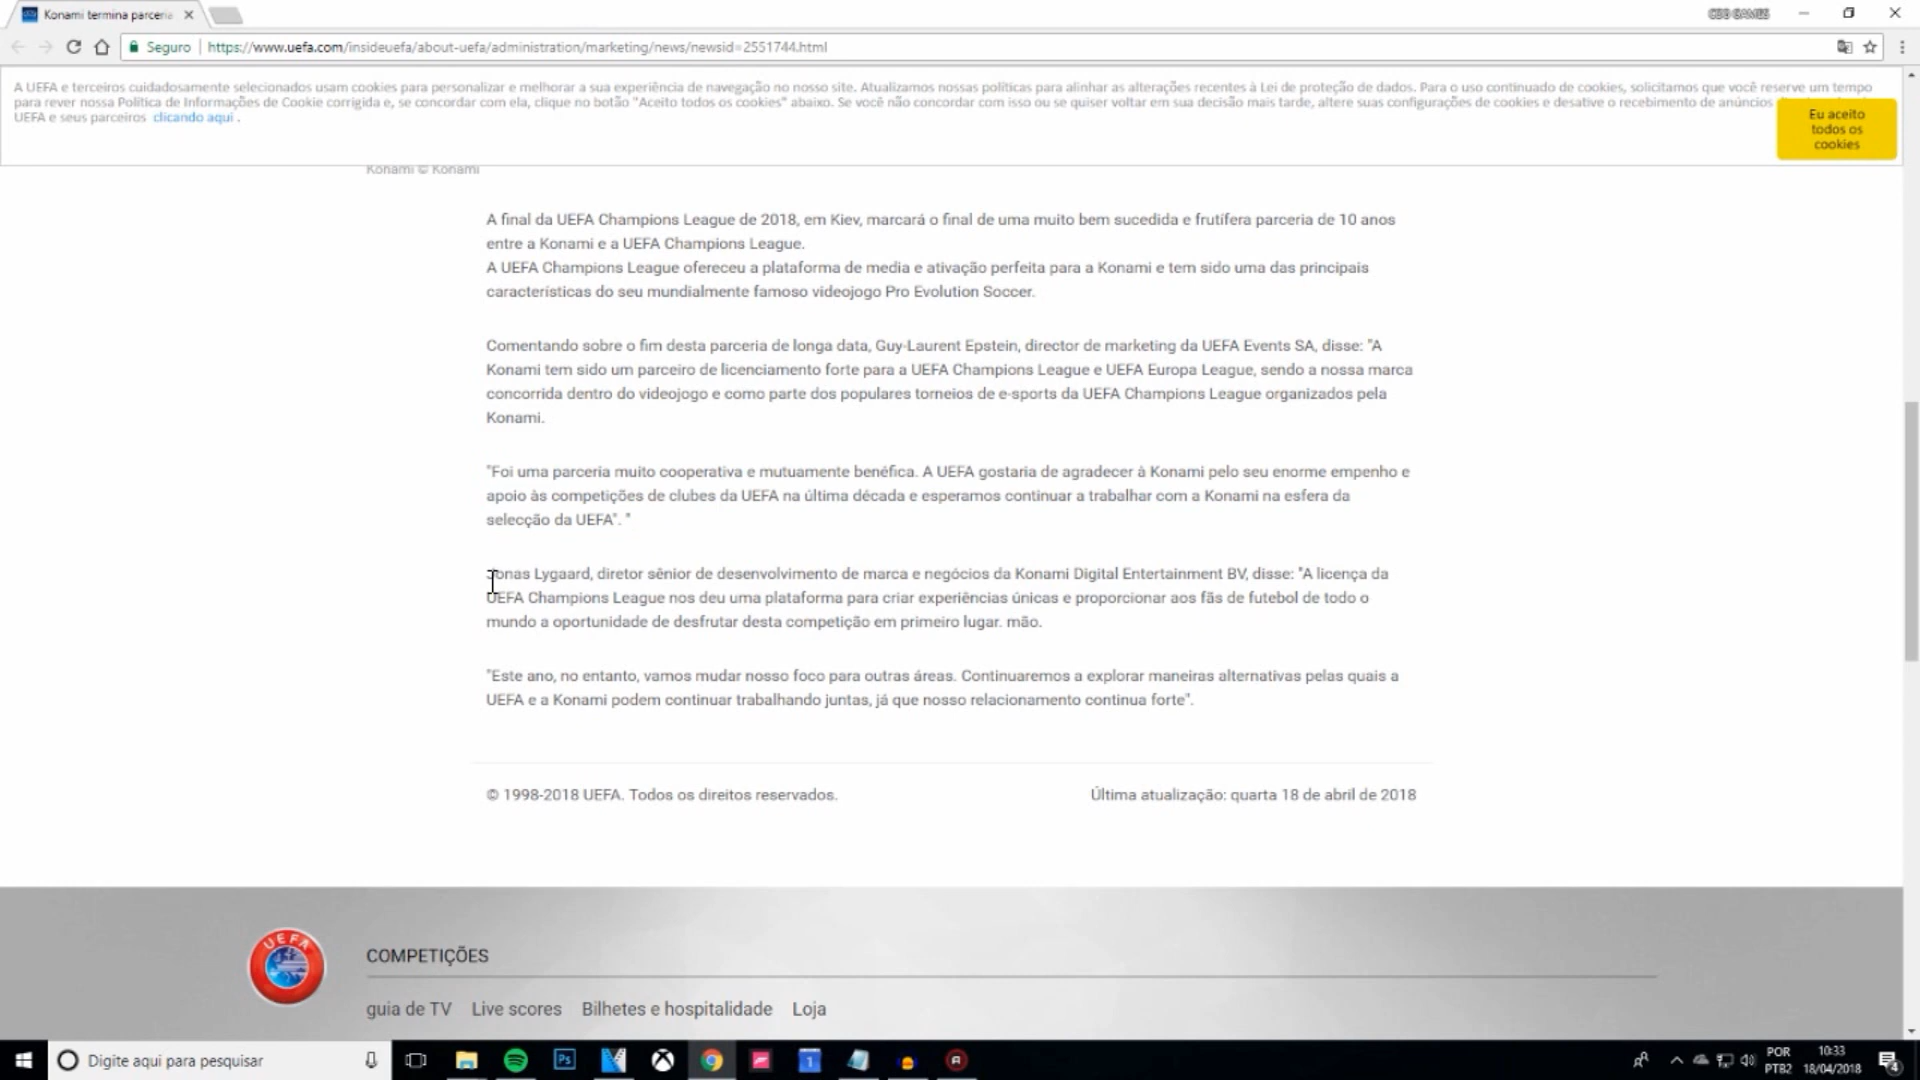 Konami termina parceria
CBB GAMES
Seguro
https://www.uefa.com/insideuefa/about-uefa/administration/marketing/news/newsid=2551744.html
A UEFA e terceiros cuidadosamente selecionados usam cookies para personalizar e melhorar a sua experiência de navegação no nosso site. Atualizamos nossas políticas para alinhar as alterações recentes à Lei de proteção de dados. Para o uso continuado de cookies, solicitamos que você reserve um tempo
para rever nossa Política de Informações de Cookie corrigida e, se concordar com ela, clique no botão "Aceito todos os cookies" abaixo. Se você não concordar com isso ou se quiser voltar em sua decisão mais tarde, altere suas configurações de cookies e desative o recebimento de anúncios
UEFA e seus parceiros clicando aqui .
Eu aceito
todos os
cookies
Konami © Konami
A final da UEFA Champions League de 2018, em Kiev, marcará o final de uma muito bem sucedida e frutífera parceria de 10 anos
entre a Konami e a UEFA Champions League.
A UEFA Champions League ofereceu a plataforma de media e ativação perfeita para a Konami e tem sido uma das principais
características do seu mundialmente famoso videojogo Pro Evolution Soccer.
Comentando sobre o fim desta parceria de longa data, Guy-Laurent Epstein, director de marketing da UEFA Events SA, disse: "A
Konami tem sido um parceiro de licenciamento forte para a UEFA Champions League e UEFA Europa League, sendo a nossa marca
concorrida dentro do videojogo e como parte dos populares torneios de e-sports da UEFA Champions League organizados pela
Konami.
"Foi uma parceria muito cooperativa e mutuamente benéfica. A UEFA gostaria de agradecer à Konami pelo seu enorme empenho e
apoio às competições de clubes da UEFA na última década e esperamos continuar a trabalhar com a Konami na esfera da
selecção da UEFA". "
Jonas Lygaard, diretor sênior de desenvolvimento de marca e negócios da Konami Digital Entertainment BV, disse: "A licença da
UEFA Champions League nos deu uma plataforma para criar experiências únicas e proporcionar aos fãs de futebol de todo o
mundo a oportunidade de desfrutar desta competição em primeiro lugar. mão.
"Este ano, no entanto, vamos mudar nosso foco para outras áreas. Continuaremos a explorar maneiras alternativas pelas quais a
UEFA e a Konami podem continuar trabalhando juntas, já que nosso relacionamento continua forte".
© 1998-2018 UEFA. Todos os direitos reservados.
Última atualização: quarta 18 de abril de 2018
UEFA
COMPETIÇÕES
guia de TV Live scores Bilhetes e hospitalidade Loja
Digite aqui para pesquisar
Ps
1
POR
PTB2
10:33
18/04/2018
4